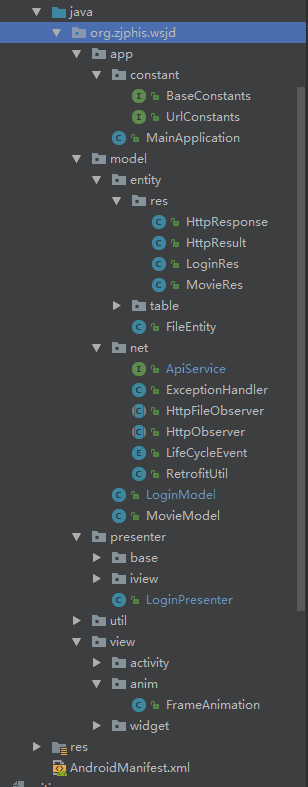 java
org.zjphis.wsjd
app
constant
BaseConstants
UrlConstants
MainApplication
model
entity
res
HttpResponse
HttpResult
LoginRes
MovieRes
table
FileEntity
net
ApiService
ExceptionHandler
HttpFileObserver
HttpObserver
LifeCycleEvent
RetrofitUtil
LoginModel
MovieModel
presenter
base
iview
LoginPresenter
util
view
activity
anim
FrameAnimation
widget
res
AndroidManifest.xml